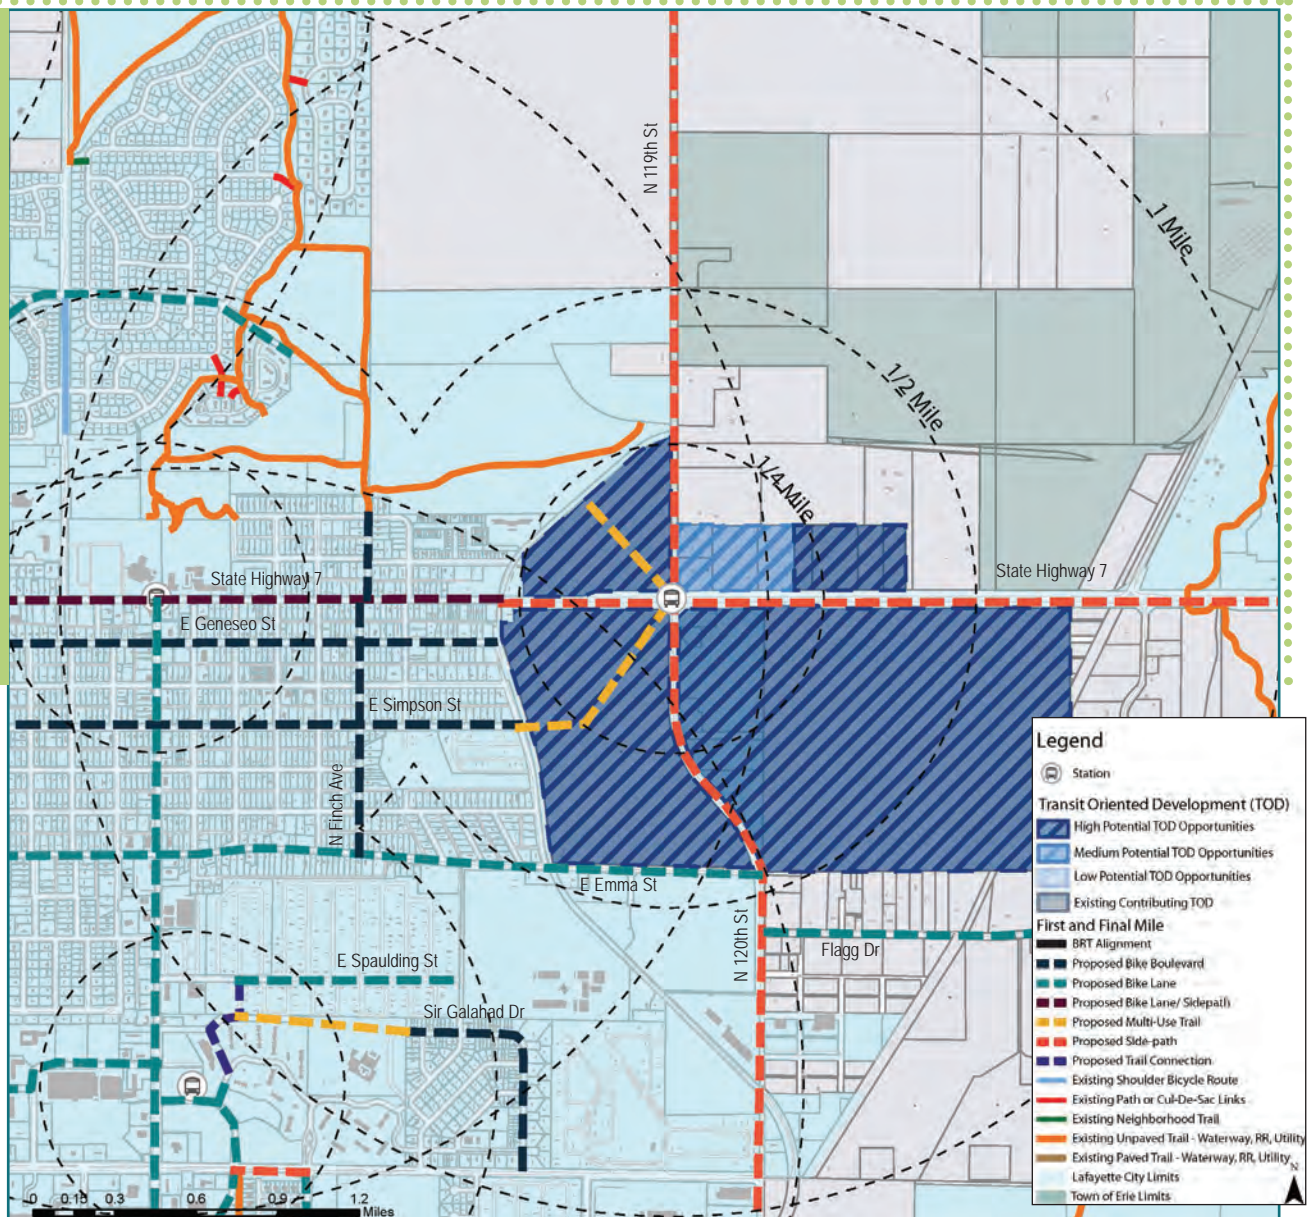 N 119th St
1 Mile
1/2 Mile
1/4 Mile
State Highway 7
State Highway 7
E Geneseo St
E Simpson St
N Finch Ave
E Emma St
N 120th St
Flagg Dr
E Spaulding St
Sir Galahad Dr
0 0.15 0.3 0.6 0.9 1.2
Miles
Legend
Station
Transit Oriented Development (TOD)
High Potential TOD Opportunities
Medium Potential TOD Opportunities
Low Potential TOD Opportunities
Existing Contributing TOD
First and Final Mile
BRT Alignment
Proposed Bike Boulevard
Proposed Bike Lane
Proposed Bike Lane/ Sidepath
Proposed Multi-Use Trail
Proposed Side-path
Proposed Trail Connection
Existing Shoulder Bicycle Route
Existing Path or Cul-De-Sac Links
Existing Neighborhood Trail
Existing Unpaved Trail - Waterway, RR, Utility
Existing Paved Trail - Waterway, RR, Utility
Lafayette City Limits
Town of Erie Limits
N